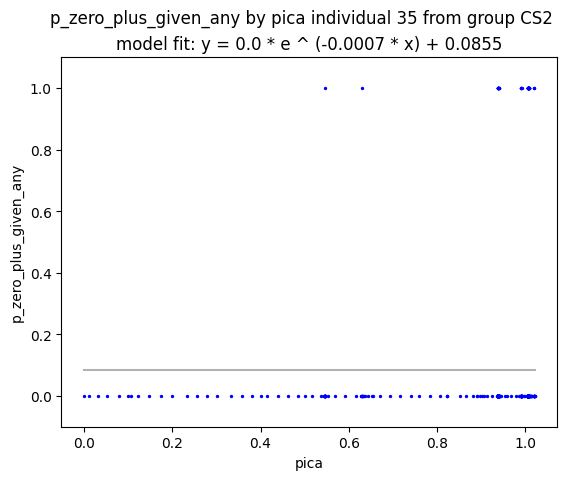 p_zero_plus_given_any by pica individual 35 from group CS2
model fit: y = 0.0 * e ^ (-0.0007 * x) + 0.0855
1.0
0.8
0.6
0.4
0.2
0.0
p_zero_plus_given_any
0.0 0.2 0.4 0.6 0.8 1.0
pica